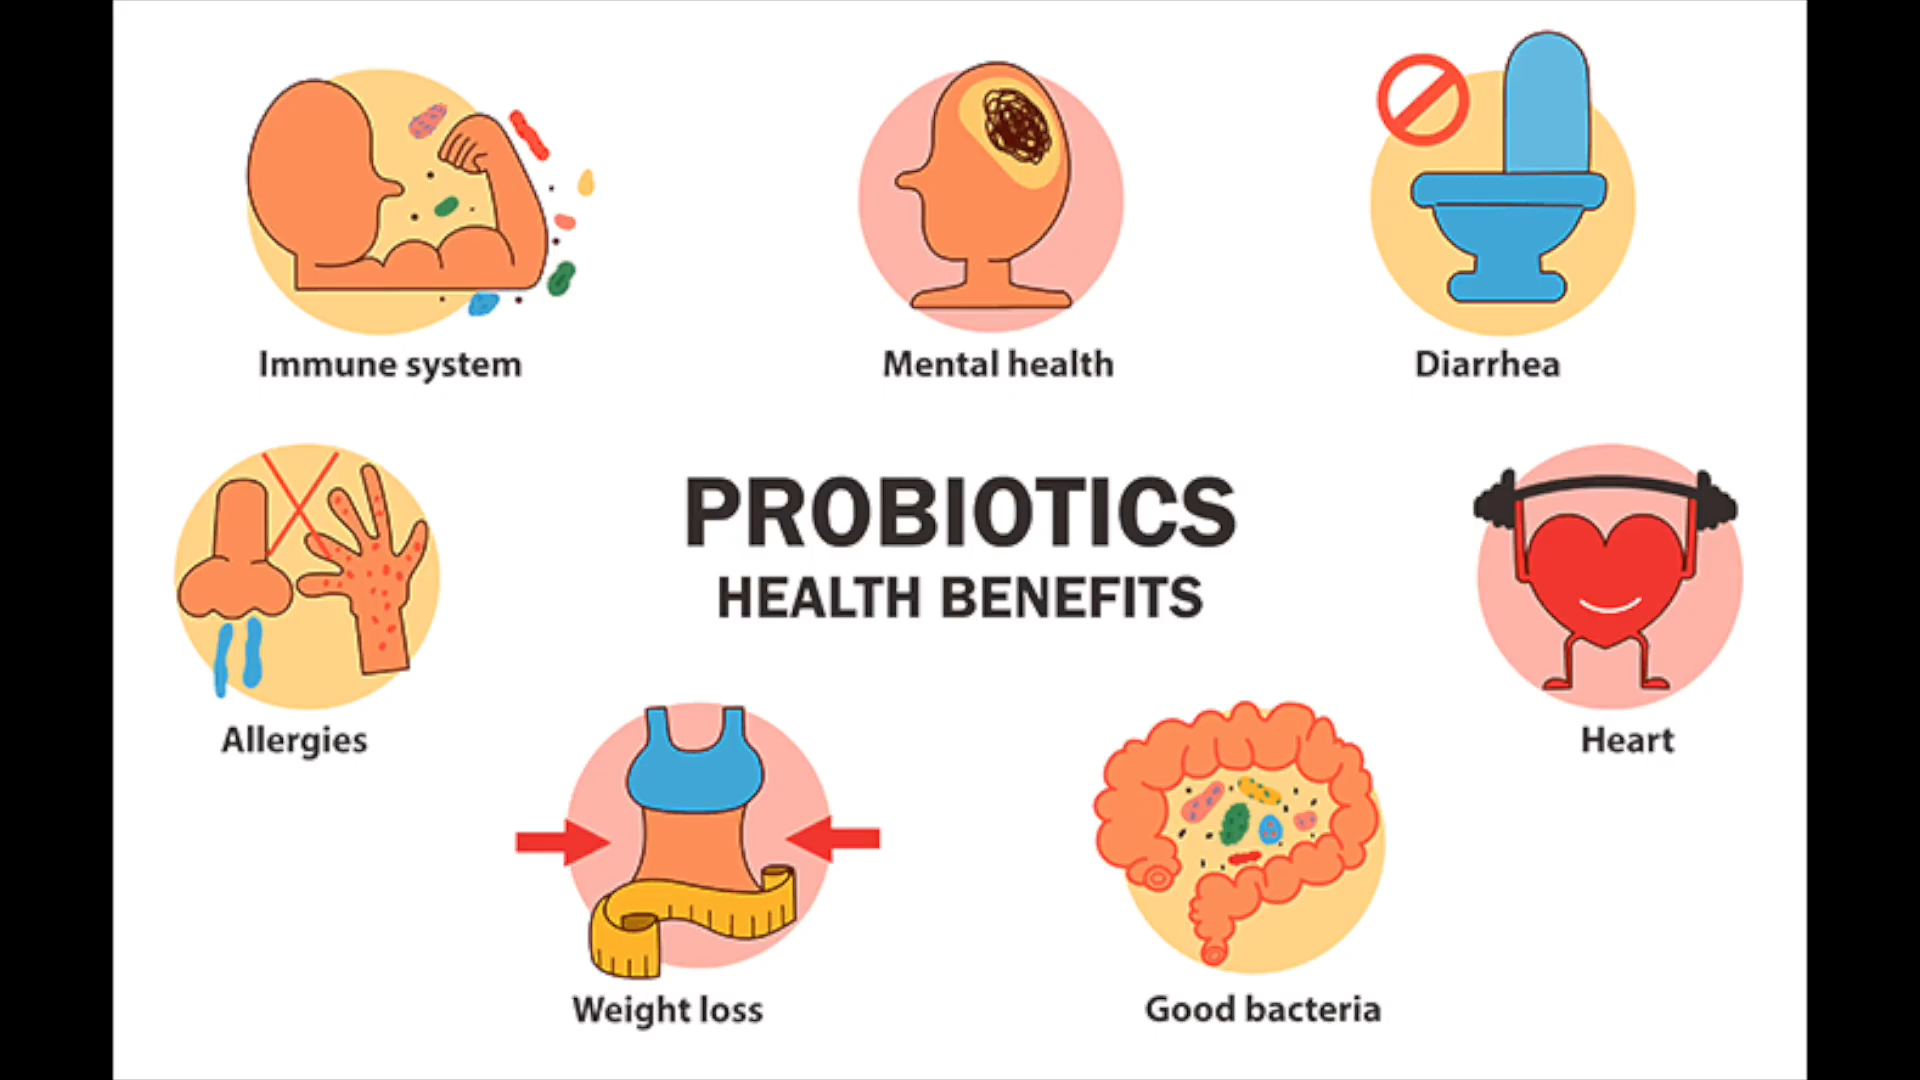 Immune system
Mental health
Diarrhea
PROBIOTICS
HEALTH BENEFITS
Allergies
Heart
Weight loss
Good bacteria